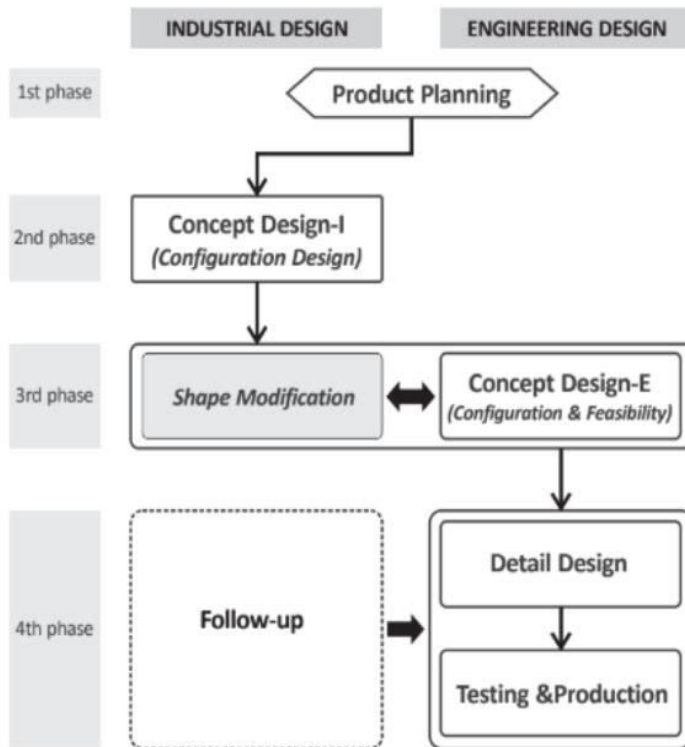 INDUSTRIAL DESIGN
ENGINEERING DESIGN
1st phase
Product Planning
2nd phase
Concept Design-I
(Configuration Design)
3rd phase
Shape Modification
Concept Design-E
(Configuration & Feasibility)
4th phase
Follow-up
Detail Design
Testing &Production